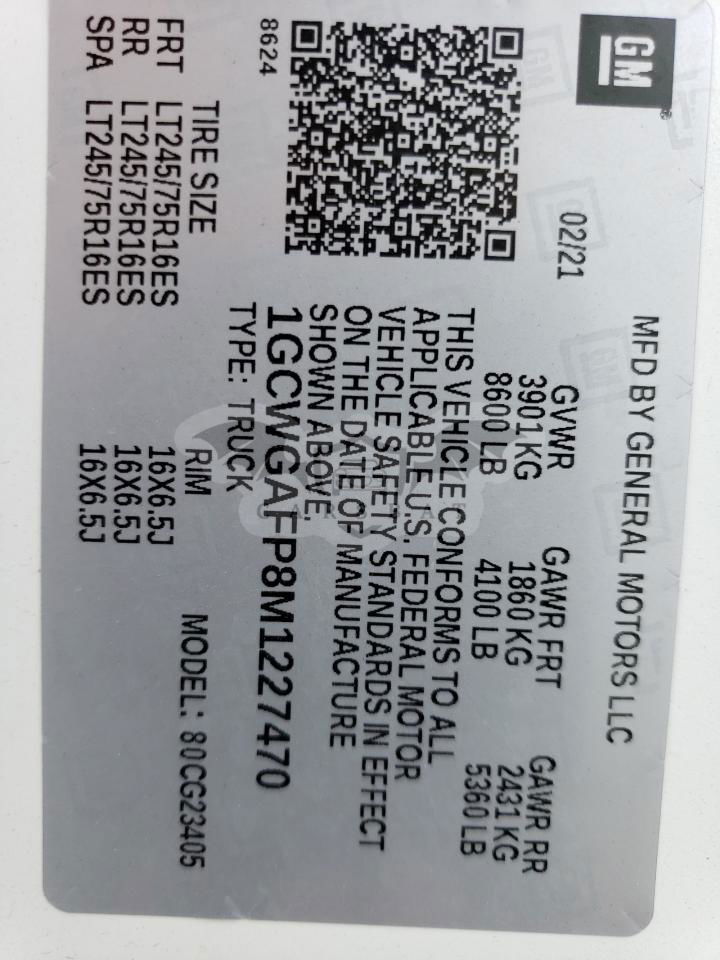 GM
MFD BY GENERAL MOTORS LLC
02/21
GVWR GAWR FRT GAWR RR
3901 KG 1860 KG 2431 KG
8600 LB 4100 LB 5360 LB
THIS VEHICLE CONFORMS TO ALL
APPLICABLE U.S. FEDERAL MOTOR
VEHICLE SAFETY STANDARDS IN EFFECT
ON THE DATE OF MANUFACTURE
SHOWN ABOVE.
1GCWGAFP8M1227470
TYPE: TRUCK
8624
MODEL: 80CG23405
TIRE SIZE RIM
FRT LT245/75R16ES 16X6.5J
RR LT245/75R16ES 16X6.5J
SPA LT245/75R16ES 16X6.5J